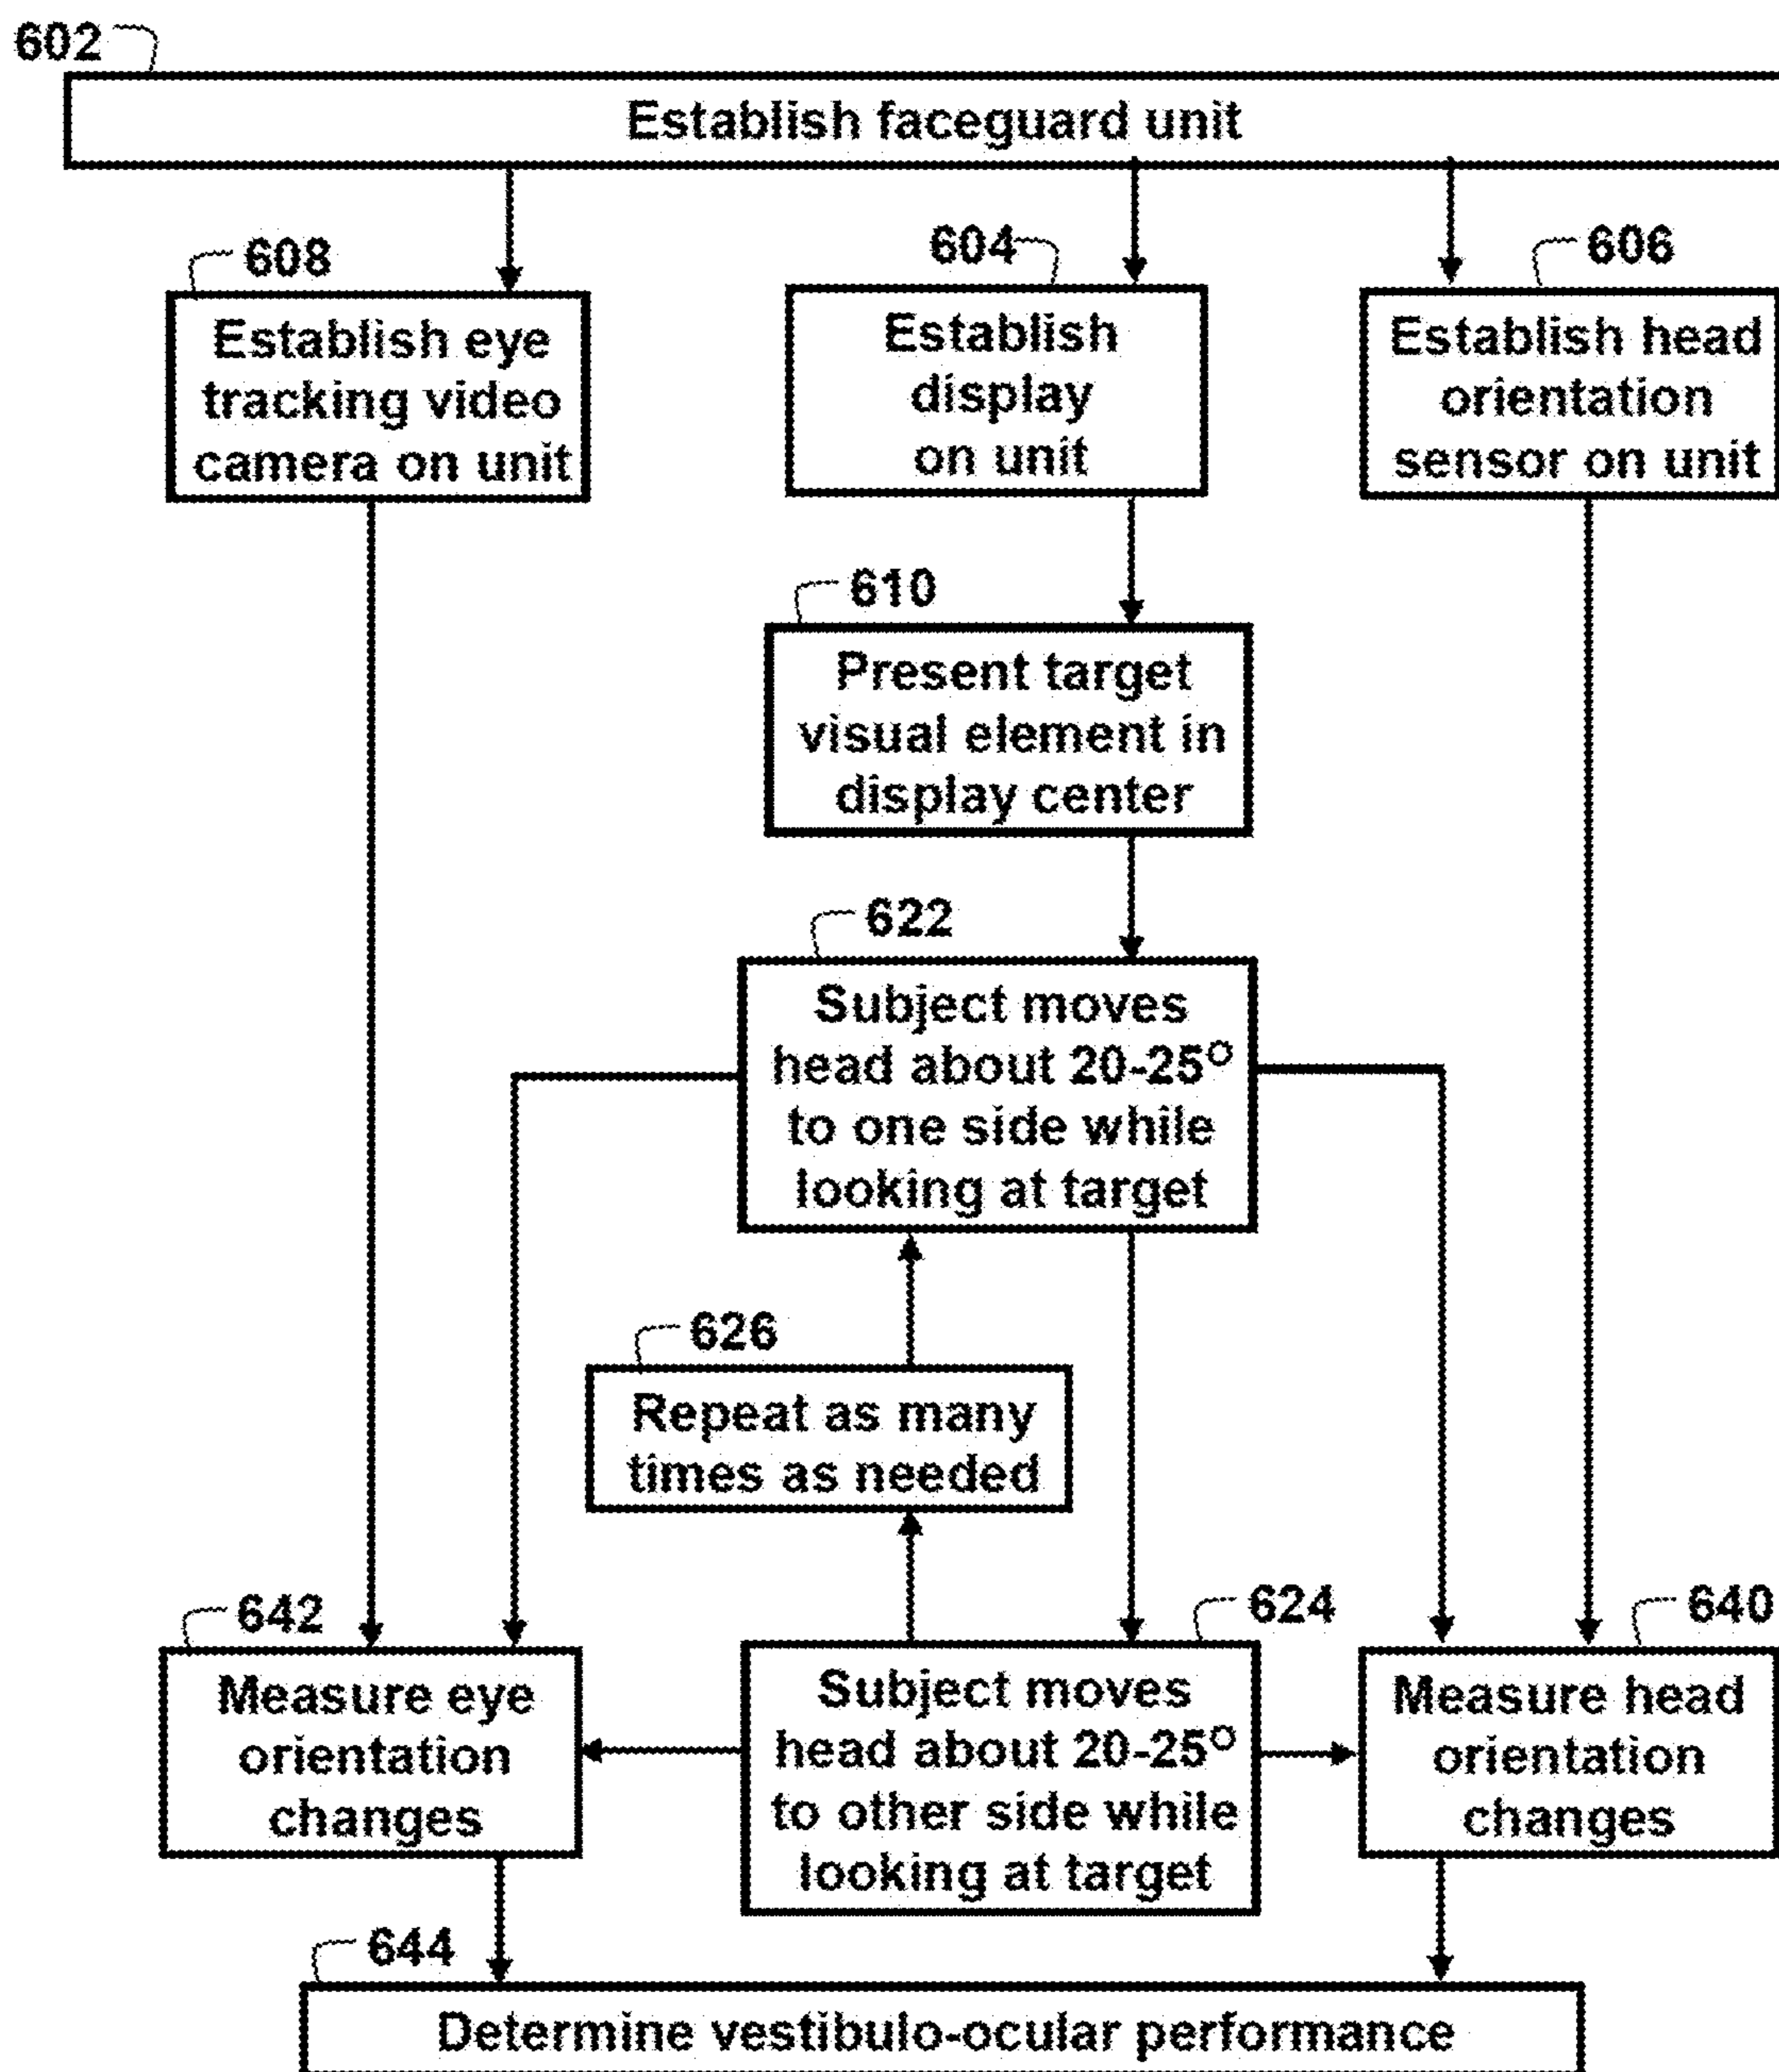 602
Establish faceguard unit
608
Establish eye
tracking video
camera on unit
604
Establish
display
on unit
606
Establish head
orientation
sensor on unit
610
Present target
visual element in
display center
622
Subject moves
head about 20-25°
to one side while
looking at target
626
Repeat as many
times as needed
642
Measure eye
orientation
changes
624
Subject moves
head about 20-25°
to other side while
looking at target
640
Measure head
orientation
changes
644
Determine vestibulo-ocular performance